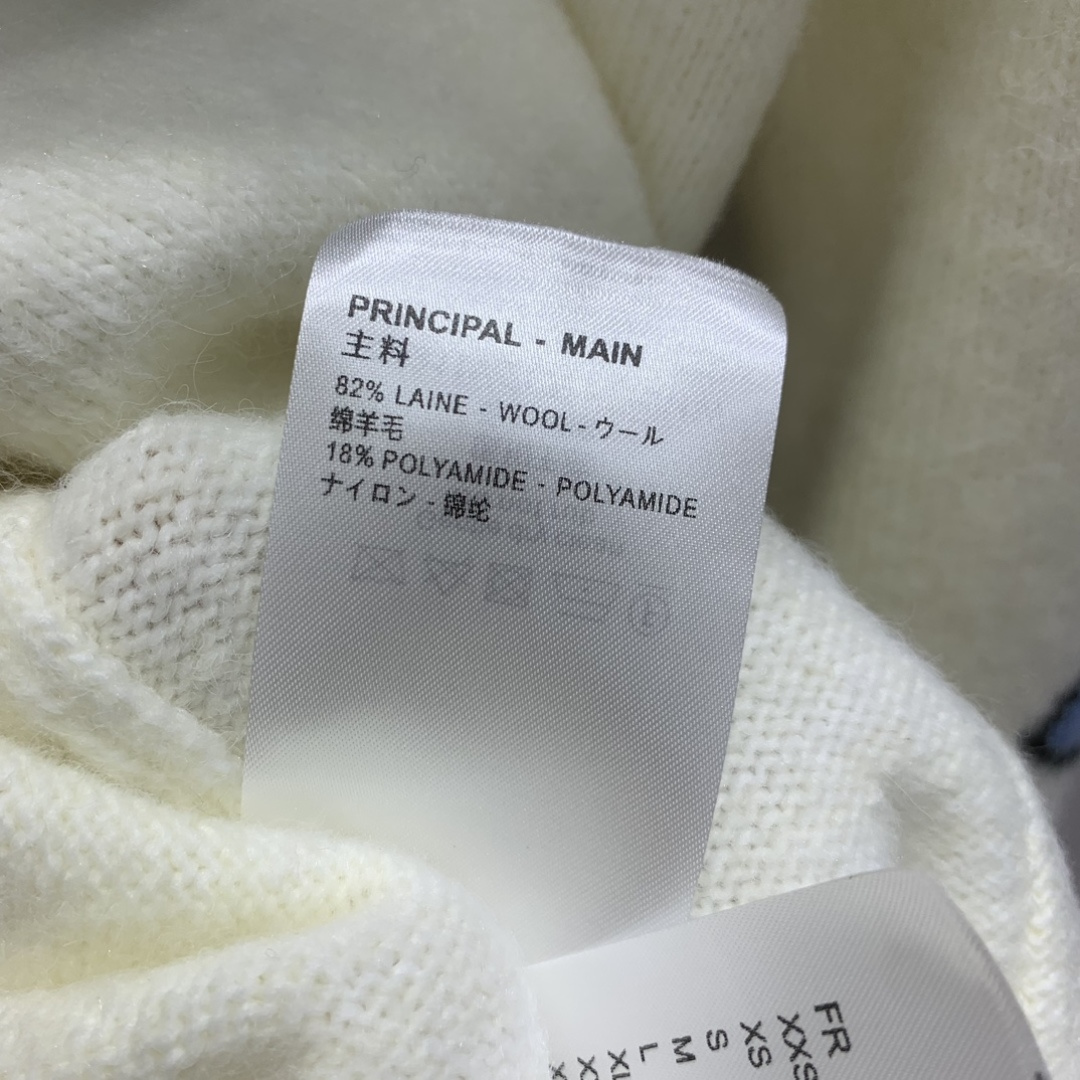 PRINCIPAL - MAIN
主料
82% LAINE - WOOL - ウール
绵羊毛
18% POLYAMIDE - POLYAMIDE
ナイロン - 锦纶
FR
XXS
XS
S
M
L